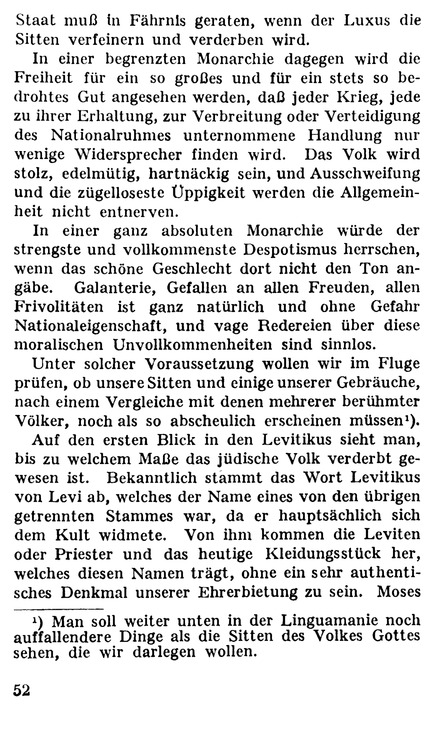 Staat muß in Fährnis geraten, wenn der Luxus die
Sitten verfeinern und verderben wird.
In einer begrenzten Monarchie dagegen wird die
Freiheit für ein so großes und für ein stets so be-
drohtes Gut angesehen werden, daß jeder Krieg, jede
zu ihrer Erhaltung, zur Verbreitung oder Verteidigung
des Nationalruhmes unternommene Handlung nur
wenige Widersprecher finden wird. Das Volk wird
stolz, edelmütig, hartnäckig sein, und Ausschweifung
und die zügelloseste Üppigkeit werden die Allgemein-
heit nicht entnerven.
In einer ganz absoluten Monarchie würde der
strengste und vollkommenste Despotismus herrschen,
wenn das schöne Geschlecht dort nicht den Ton an-
gäbe. Galanterie, Gefallen an allen Freuden, allen
Frivolitäten ist ganz natürlich und ohne Gefahr
Nationaleigenschaft, und vage Redereien über diese
moralischen Unvollkommenheiten sind sinnlos.
Unter solcher Voraussetzung wollen wir im Fluge
prüfen, ob unsere Sitten und einige unserer Gebräuche,
nach einem Vergleiche mit denen mehrerer berühmter
Völker, noch als so abscheulich erscheinen müssen¹).
Auf den ersten Blick in den Levitikus sieht man,
bis zu welchem Maße das jüdische Volk verderbt ge-
wesen ist. Bekanntlich stammt das Wort Levitikus
von Levi ab, welches der Name eines von den übrigen
getrennten Stammes war, da er hauptsächlich sich
dem Kult widmete. Von ihm kommen die Leviten
oder Priester und das heutige Kleidungsstück her,
welches diesen Namen trägt, ohne ein sehr authenti-
sches Denkmal unserer Ehrerbietung zu sein. Moses
¹) Man soll weiter unten in der Linguamanie noch
auffallendere Dinge als die Sitten des Volkes Gottes
sehen, die wir darlegen wollen.
52